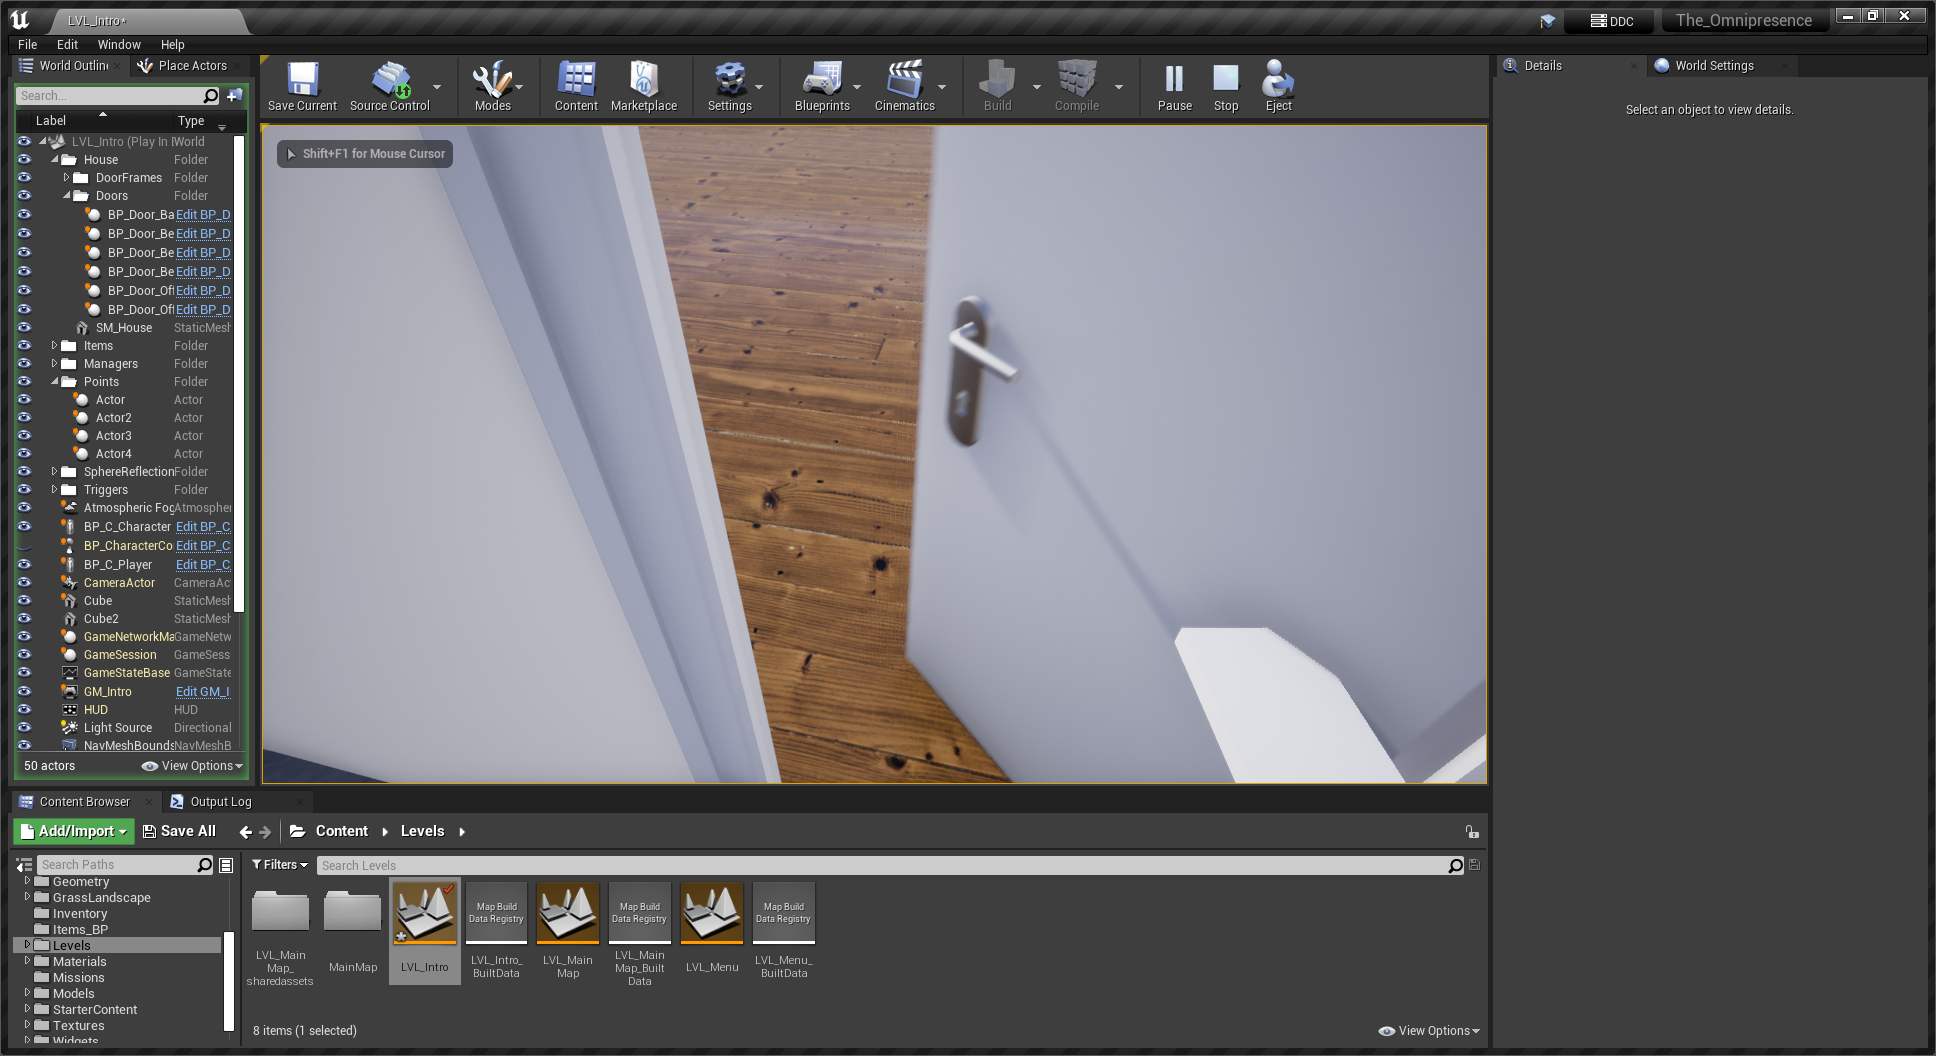 LVL_Intro*
DDC
The_Omnipresence
File Edit Window Help
World Outline
Place Actors
Search...
Label Type
LVL_Intro (Play In E World
House Folder
DoorFrames Folder
Doors Folder
BP_Door_Ba Edit BP_D
BP_Door_Be Edit BP_D
BP_Door_Be Edit BP_D
BP_Door_Be Edit BP_D
BP_Door_Off Edit BP_D
BP_Door_Off Edit BP_D
SM_House StaticMesh
Items Folder
Managers Folder
Points Folder
Actor Actor
Actor2 Actor
Actor3 Actor
Actor4 Actor
SphereReflection Folder
Triggers Folder
Atmospheric Fog Atmospher
BP_C_Character Edit BP_C
BP_CharacterCo Edit BP_C
BP_C_Player Edit BP_C
CameraActor CameraAc
Cube StaticMesh
Cube2 StaticMesh
GameNetworkMa GameNetw
GameSession GameSess
GameStateBase GameState
GM_Intro Edit GM_I
HUD HUD
Light Source Directional
NavMeshBounds NavMeshB
50 actors
View Options
Save Current
Source Control
Modes
Content
Marketplace
Settings
Blueprints
Cinematics
Build
Compile
Pause
Stop
Eject
Shift+F1 for Mouse Cursor
Details
World Settings
Select an object to view details.
Content Browser
Output Log
Add/Import
Save All
Content
Levels
Search Paths
Geometry
GrassLandscape
Inventory
Items_BP
Levels
Materials
Missions
Models
StarterContent
Textures
Widgets
Filters
Search Levels
LVL_Main
Map_
sharedassets
MainMap
LVL_Intro
Map Build
Data Registry
LVL_Intro_
BuiltData
LVL_Main
Map
Map Build
Data Registry
LVL_Main
Map_Built
Data
LVL_Menu
Map Build
Data Registry
LVL_Menu_
BuiltData
8 items (1 selected)
View Options